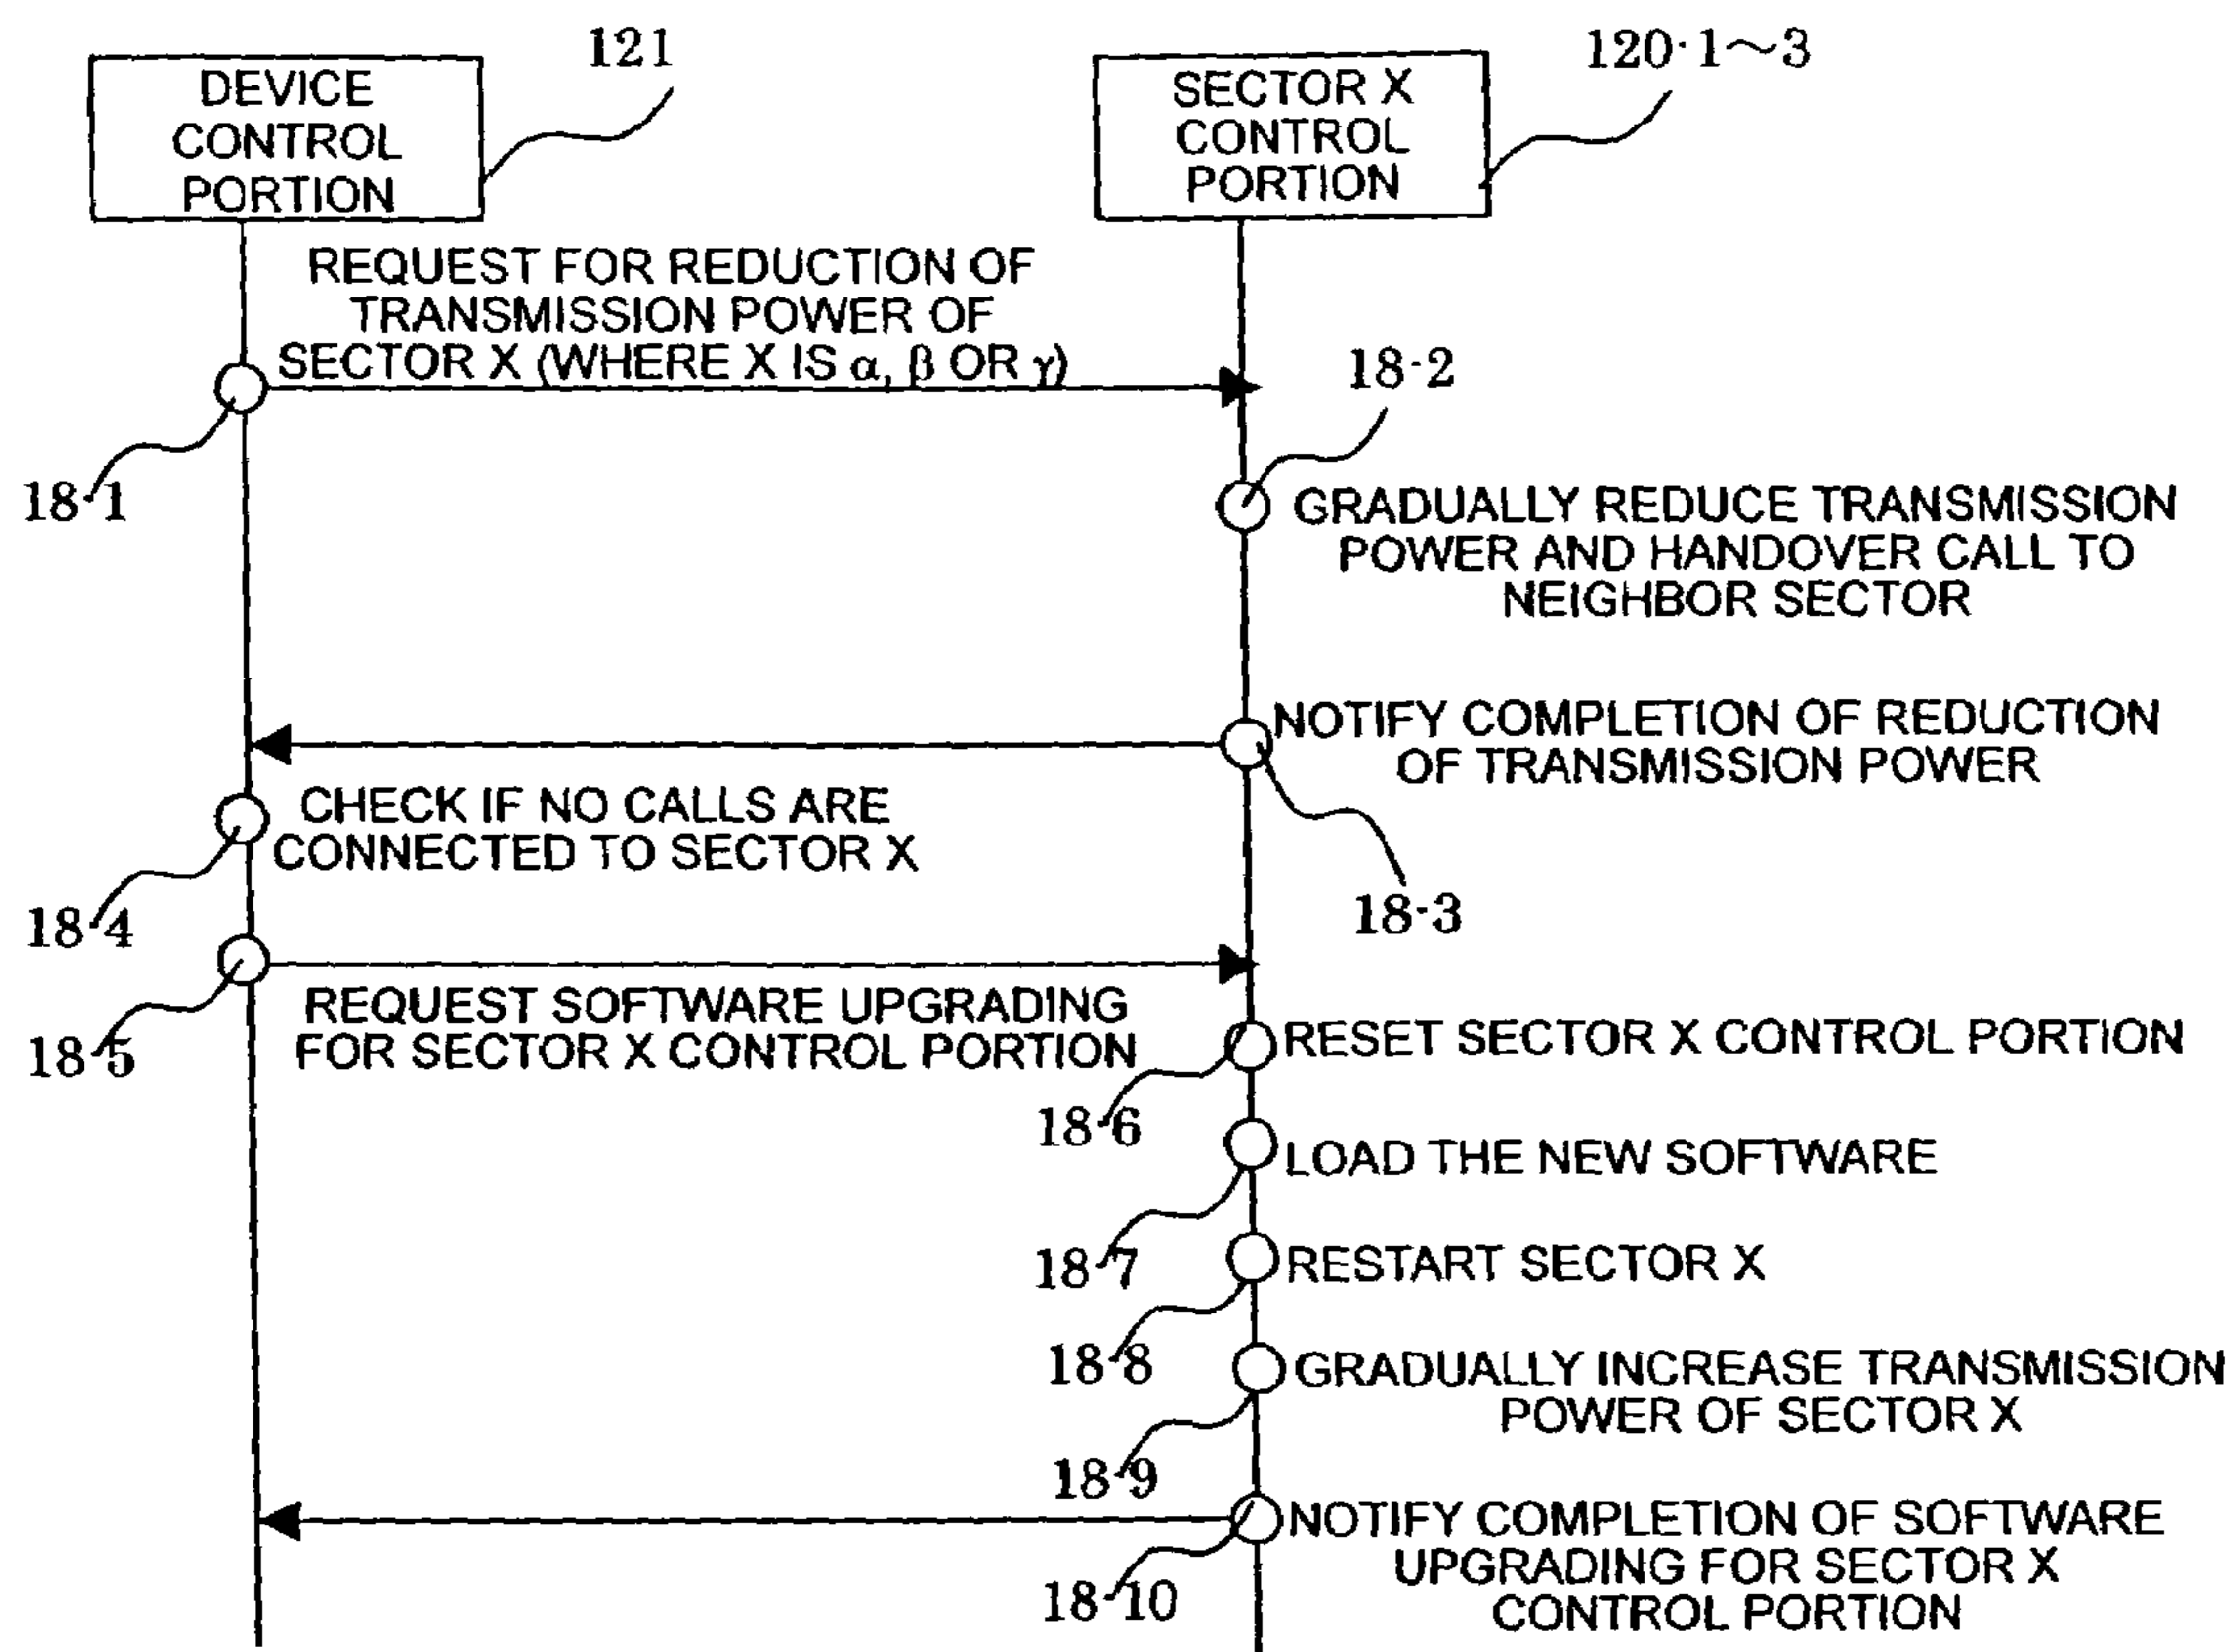 DEVICE
CONTROL
PORTION
121
SECTOR X
CONTROL
PORTION
120·1～3
REQUEST FOR REDUCTION OF
TRANSMISSION POWER OF
SECTOR X (WHERE X IS α, β OR γ)
18-1
18-2
GRADUALLY REDUCE TRANSMISSION
POWER AND HANDOVER CALL TO
NEIGHBOR SECTOR
NOTIFY COMPLETION OF REDUCTION
OF TRANSMISSION POWER
18-3
CHECK IF NO CALLS ARE
CONNECTED TO SECTOR X
18-4
18-5
REQUEST SOFTWARE UPGRADING
FOR SECTOR X CONTROL PORTION
RESET SECTOR X CONTROL PORTION
18-6
LOAD THE NEW SOFTWARE
18-7
RESTART SECTOR X
18-8
GRADUALLY INCREASE TRANSMISSION
POWER OF SECTOR X
18-9
NOTIFY COMPLETION OF SOFTWARE
UPGRADING FOR SECTOR X
CONTROL PORTION
18-10